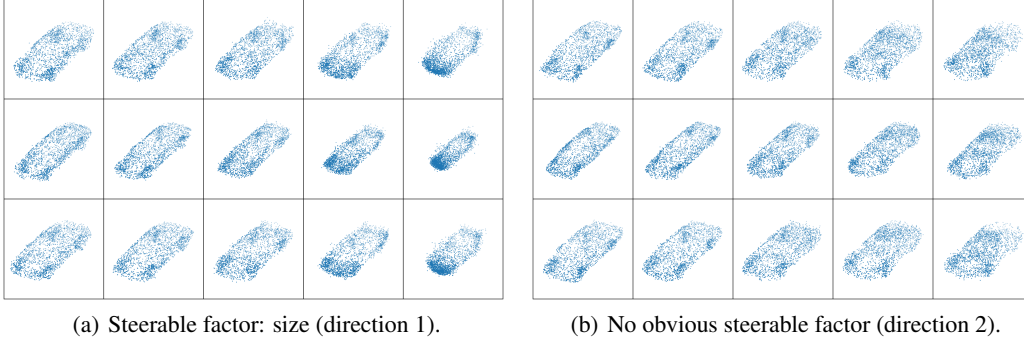 (a) Steerable factor: size (direction 1).
(b) No obvious steerable factor (direction 2).